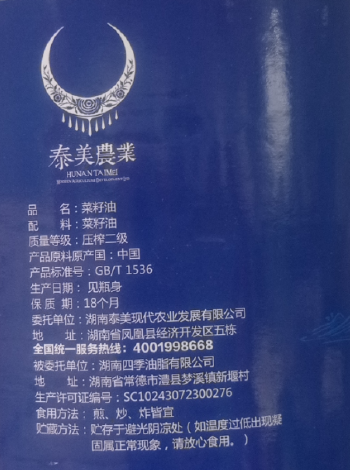 泰美農業
HUNAN TAIMEI
品    名：菜籽油
配    料：菜籽油
质量等级：压榨二级
产品原料原产国：中国
产品标准号：GB/T 1536
生产日期：见瓶身
保 质 期：18个月
委托单位：湖南泰美现代农业发展有限公司
地    址：湖南省凤凰县经济开发区五栋
全国统一服务热线：4001998668
被委托单位：湖南四季油脂有限公司
地    址：湖南省常德市澧县梦溪镇新堰村
生产许可证编号：SC10243072300276
食用方法：煎、炒、炸皆宜
贮藏方法：贮存于避光阴凉处（如温度过低出现凝
固属正常现象，请放心食用。）